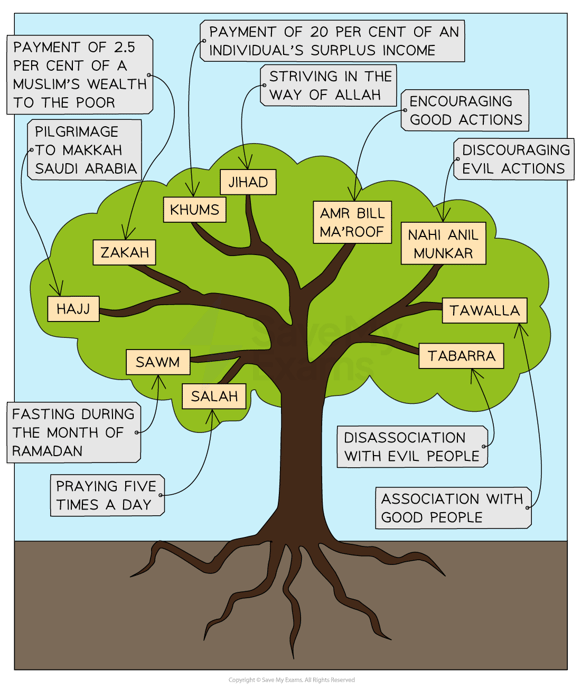 PAYMENT OF 2.5
PER CENT OF A
MUSLIM'S WEALTH
TO THE POOR
PAYMENT OF 20 PER CENT OF AN
INDIVIDUAL'S SURPLUS INCOME
STRIVING IN THE
WAY OF ALLAH
ENCOURAGING
GOOD ACTIONS
PILGRIMAGE
TO MAKKAH
SAUDI ARABIA
DISCOURAGING
EVIL ACTIONS
JIHAD
KHUMS
AMR BILL
MA'ROOF
NAHI ANIL
MUNKAR
ZAKAH
HAJJ
TAWALLA
SaveMy
Exams
SAWM
TABARRA
SALAH
FASTING DURING
THE MONTH OF
RAMADAN
DISASSOCIATION
WITH EVIL PEOPLE
PRAYING FIVE
TIMES A DAY
ASSOCIATION WITH
GOOD PEOPLE
Copyright © Save My Exams. All Rights Reserved